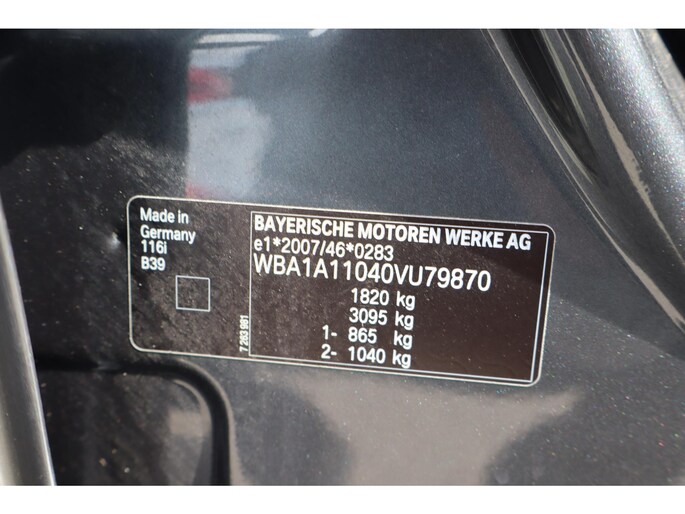 Made in
Germany
116i
B39
7 263 981
BAYERISCHE MOTOREN WERKE AG
e1*2007/46*0283
WBA1A11040VU79870
1820 kg
3095 kg
1- 865 kg
2- 1040 kg